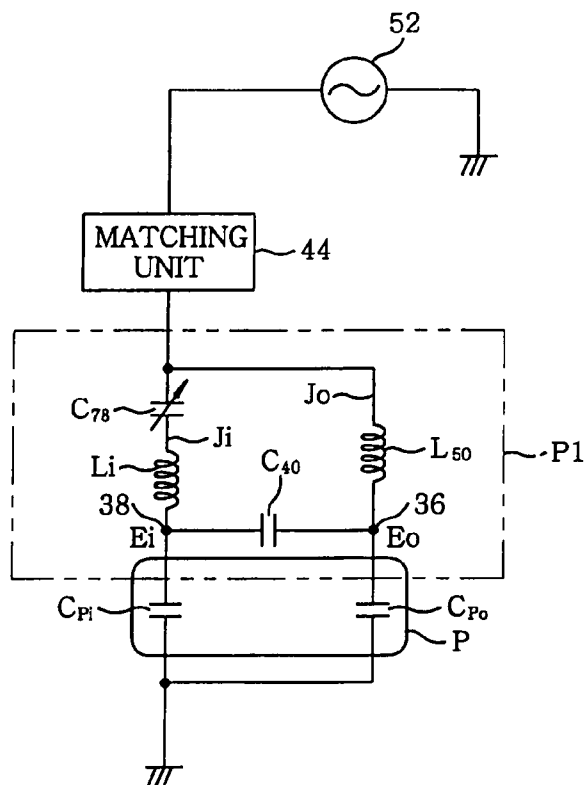 52
MATCHING
UNIT
44
C78
Ji
Jo
Li
C40
L50
P1
38
Ei
36
Eo
CPi
CPo
P